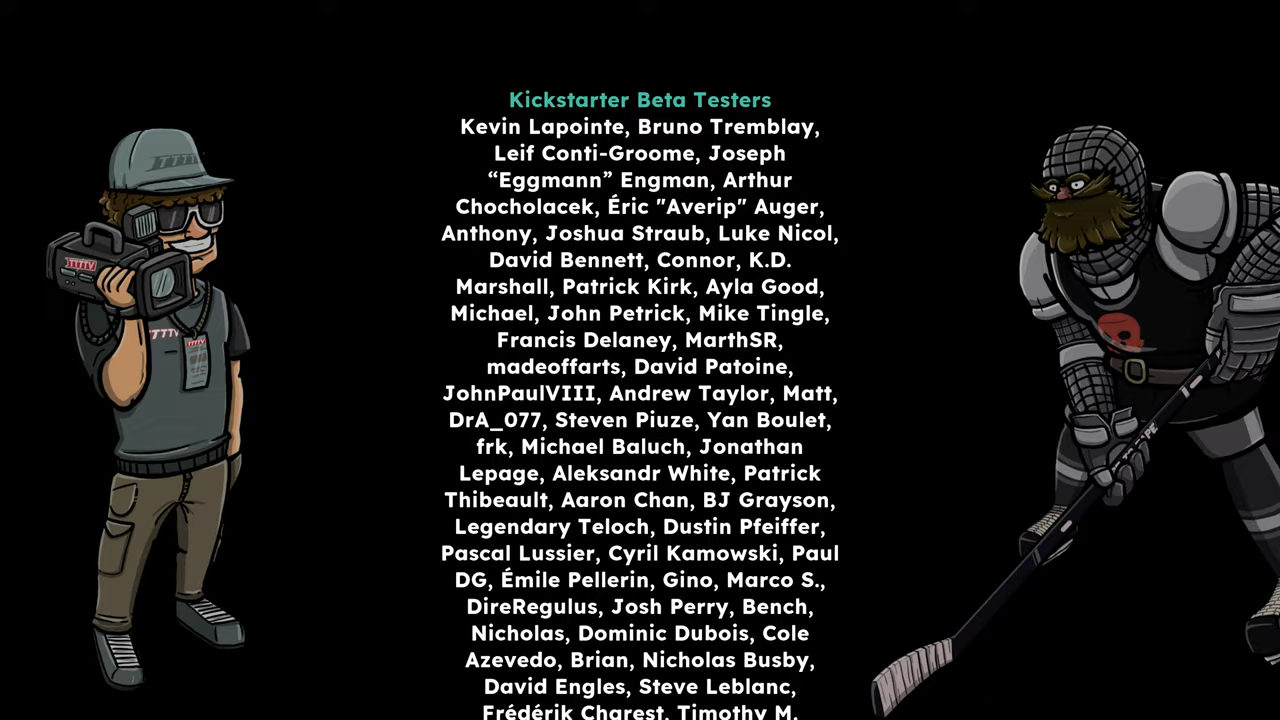 Kickstarter Beta Testers
Kevin Lapointe, Bruno Tremblay,
Leif Conti-Groome, Joseph
“Eggmann” Engman, Arthur
Chocholacek, Éric "Averip" Auger,
Anthony, Joshua Straub, Luke Nicol,
David Bennett, Connor, K.D.
Marshall, Patrick Kirk, Ayla Good,
Michael, John Petrick, Mike Tingle,
Francis Delaney, MarthSR,
madeoffarts, David Patoine,
JohnPaulVIII, Andrew Taylor, Matt,
DrA_077, Steven Piuze, Yan Boulet,
frk, Michael Baluch, Jonathan
Lepage, Aleksandr White, Patrick
Thibeault, Aaron Chan, BJ Grayson,
Legendary Teloch, Dustin Pfeiffer,
Pascal Lussier, Cyril Kamowski, Paul
DG, Émile Pellerin, Gino, Marco S.,
DireRegulus, Josh Perry, Bench,
Nicholas, Dominic Dubois, Cole
Azevedo, Brian, Nicholas Busby,
David Engles, Steve Leblanc,
Frédérik Charest, Timothy M.